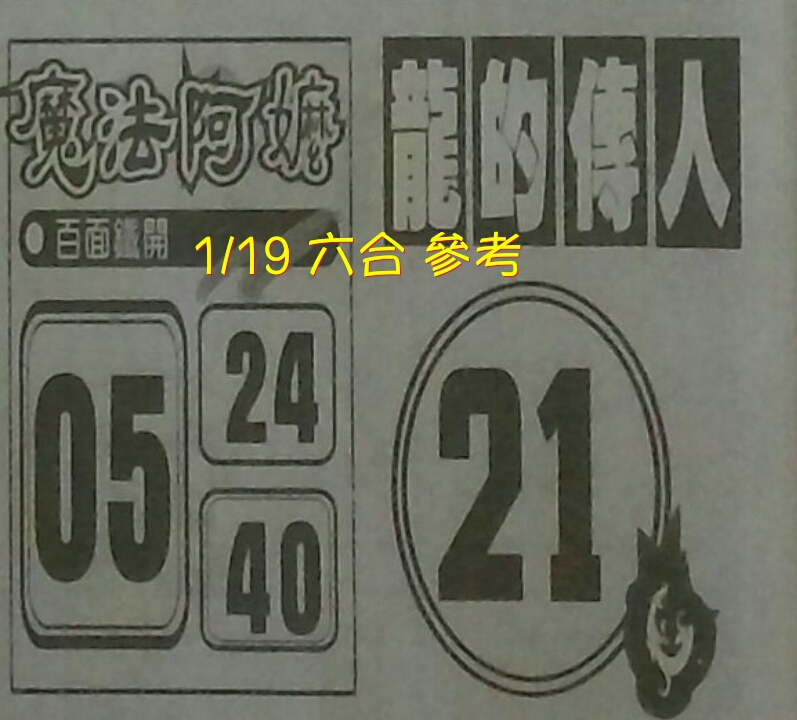 魔法阿嬤
百面鐵開
05
24
40
龍的傳人
21
1/19 六合 參考